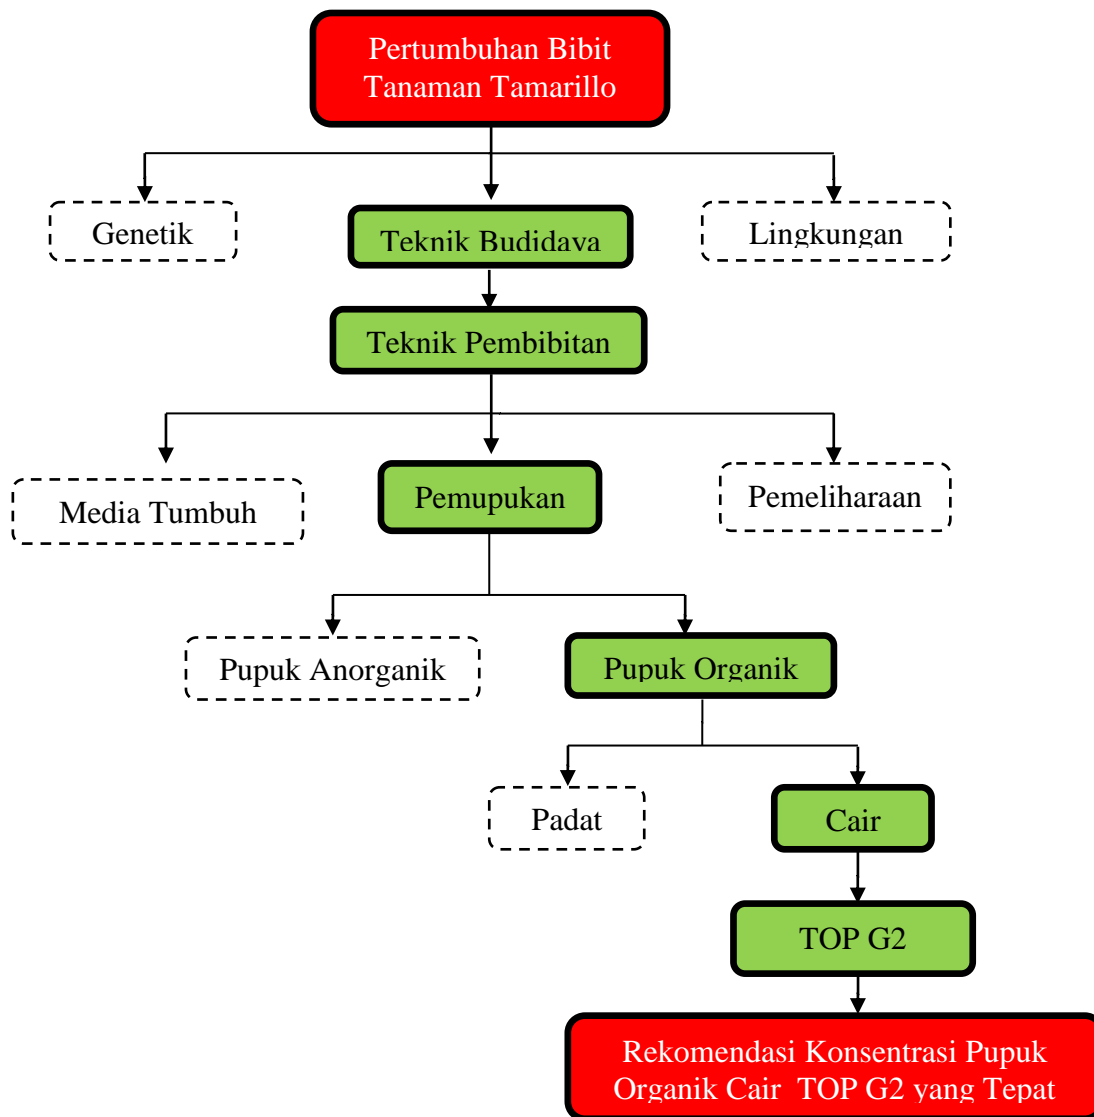 Pertumbuhan Bibit
Tanaman Tamarillo
Genetik
Teknik Budidaya
Lingkungan
Teknik Pembibitan
Media Tumbuh
Pemupukan
Pemeliharaan
Pupuk Anorganik
Pupuk Organik
Padat
Cair
TOP G2
Rekomendasi Konsentrasi Pupuk
Organik Cair TOP G2 yang Tepat